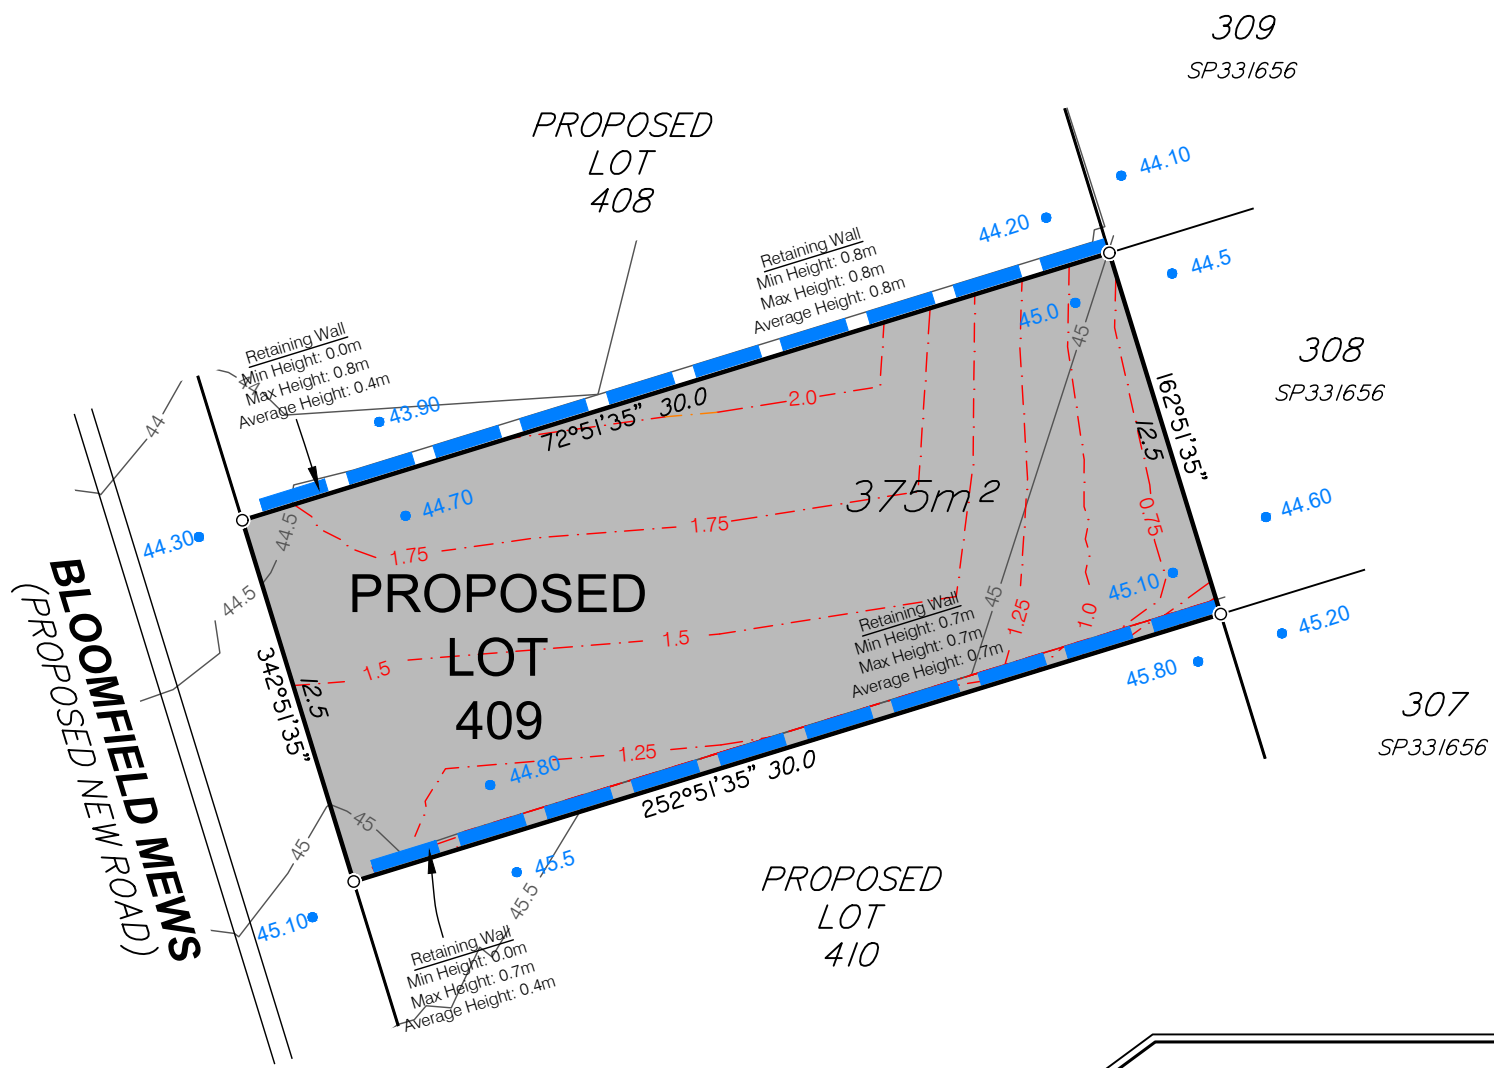 309
SP331656
PROPOSED
LOT
408
44.10
44.20
44.5
Retaining Wall
Min Height: 0.8m
Max Height: 0.8m
Average Height: 0.8m
45.0
45
Retaining Wall
Min Height: 0.0m
Max Height: 0.8m
Average Height: 0.4m
44
44
43.90
72°51'35" 30.0
2.0
308
SP331656
162°51'35"
12.5
375m²
44.70
44.5
1.75
1.75
0.75
44.60
44.30
44.5
PROPOSED
LOT
409
BLOOMFIELD MEWS
(PROPOSED NEW ROAD)
342°51'35"
12.5
1.5
1.5
Retaining Wall
Min Height: 0.7m
Max Height: 0.7m
Average Height: 0.7m
45
1.25
1.0
45.10
45.20
45.80
307
SP331656
1.25
44.80
252°51'35" 30.0
45
45
45.5
45.5
45.10
PROPOSED
LOT
410
Retaining Wall
Min Height: 0.0m
Max Height: 0.7m
Average Height: 0.4m